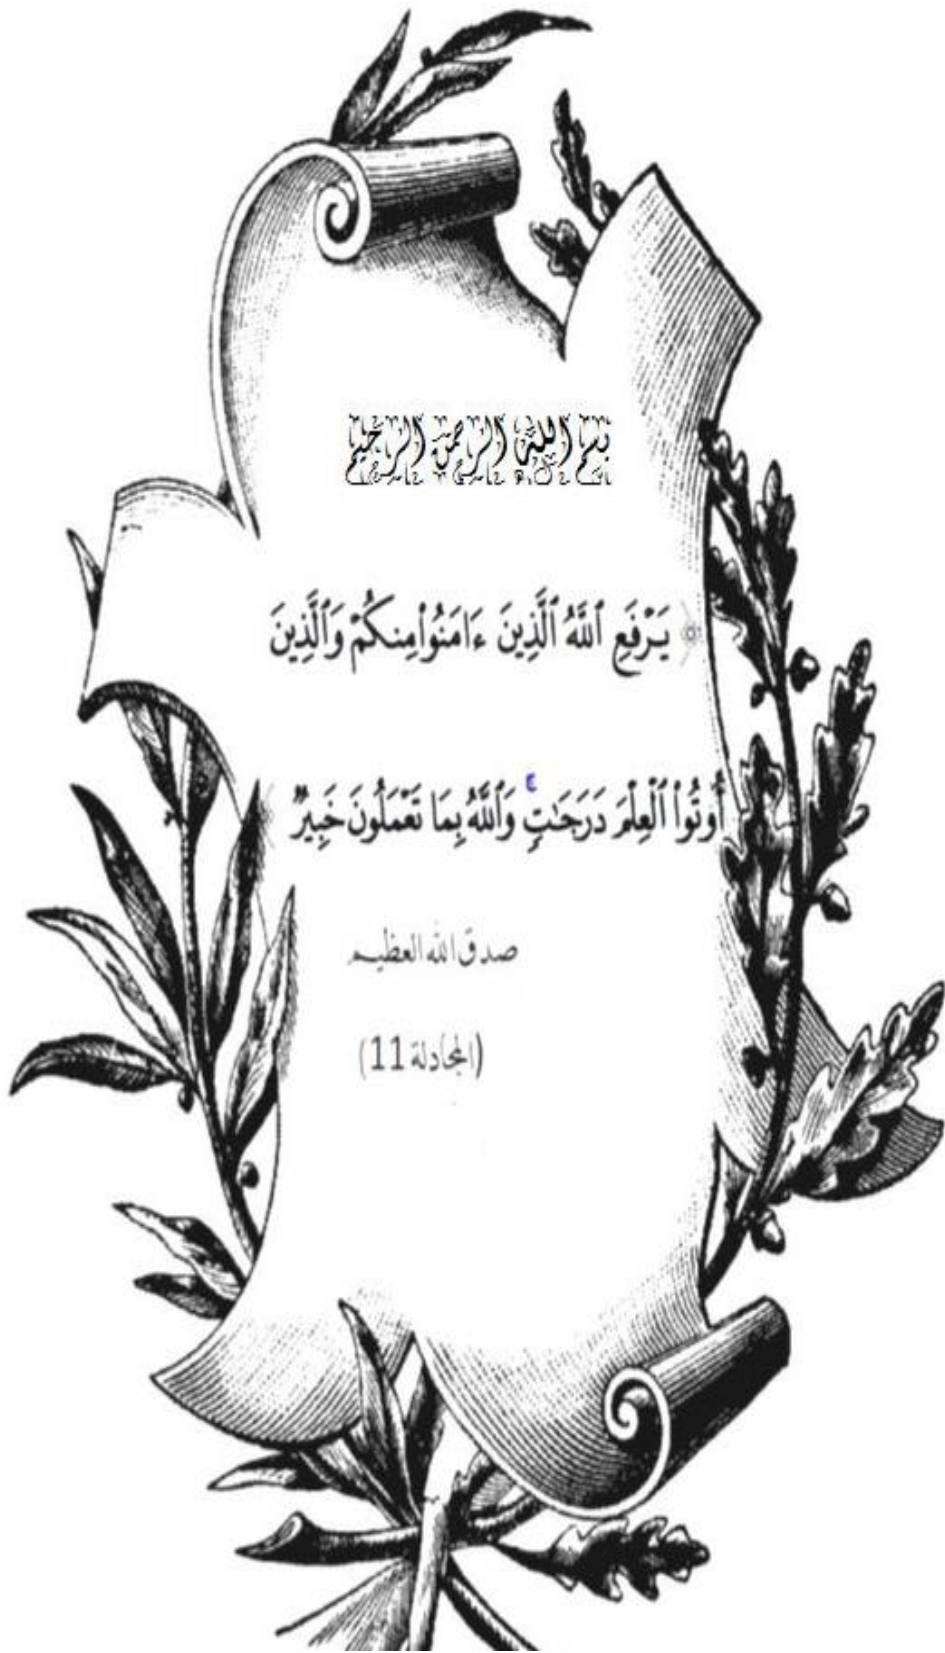 بسم الله الرحمن الرحيم
يَرْفَعِ ٱللَّهُ ٱلَّذِينَ ءَامَنُوا۟ مِنكُمْ وَٱلَّذِينَ
أُوتُوا۟ ٱلْعِلْمَ دَرَجَٰتٍۚ وَٱللَّهُ بِمَا تَعْمَلُونَ خَبِيرٌ
صدق الله العظيم
(المجادلة 11)